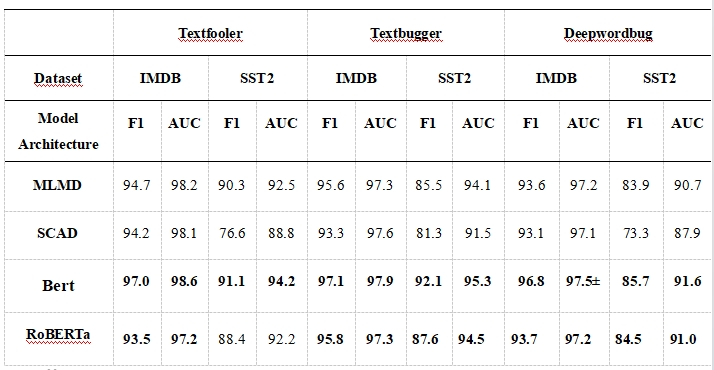 Textfooler Textbugger Deepwordbug
Dataset IMDB SST2 IMDB SST2 IMDB SST2
Model Architecture F1 AUC F1 AUC F1 AUC F1 AUC F1 AUC F1 AUC
MLMD 94.7 98.2 90.3 92.5 95.6 97.3 85.5 94.1 93.6 97.2 83.9 90.7
SCAD 94.2 98.1 76.6 88.8 93.3 97.6 81.3 91.5 93.1 97.1 73.3 87.9
Bert 97.0 98.6 91.1 94.2 97.1 97.9 92.1 95.3 96.8 97.5± 85.7 91.6
RoBERTa 93.5 97.2 88.4 92.2 95.8 97.3 87.6 94.5 93.7 97.2 84.5 91.0